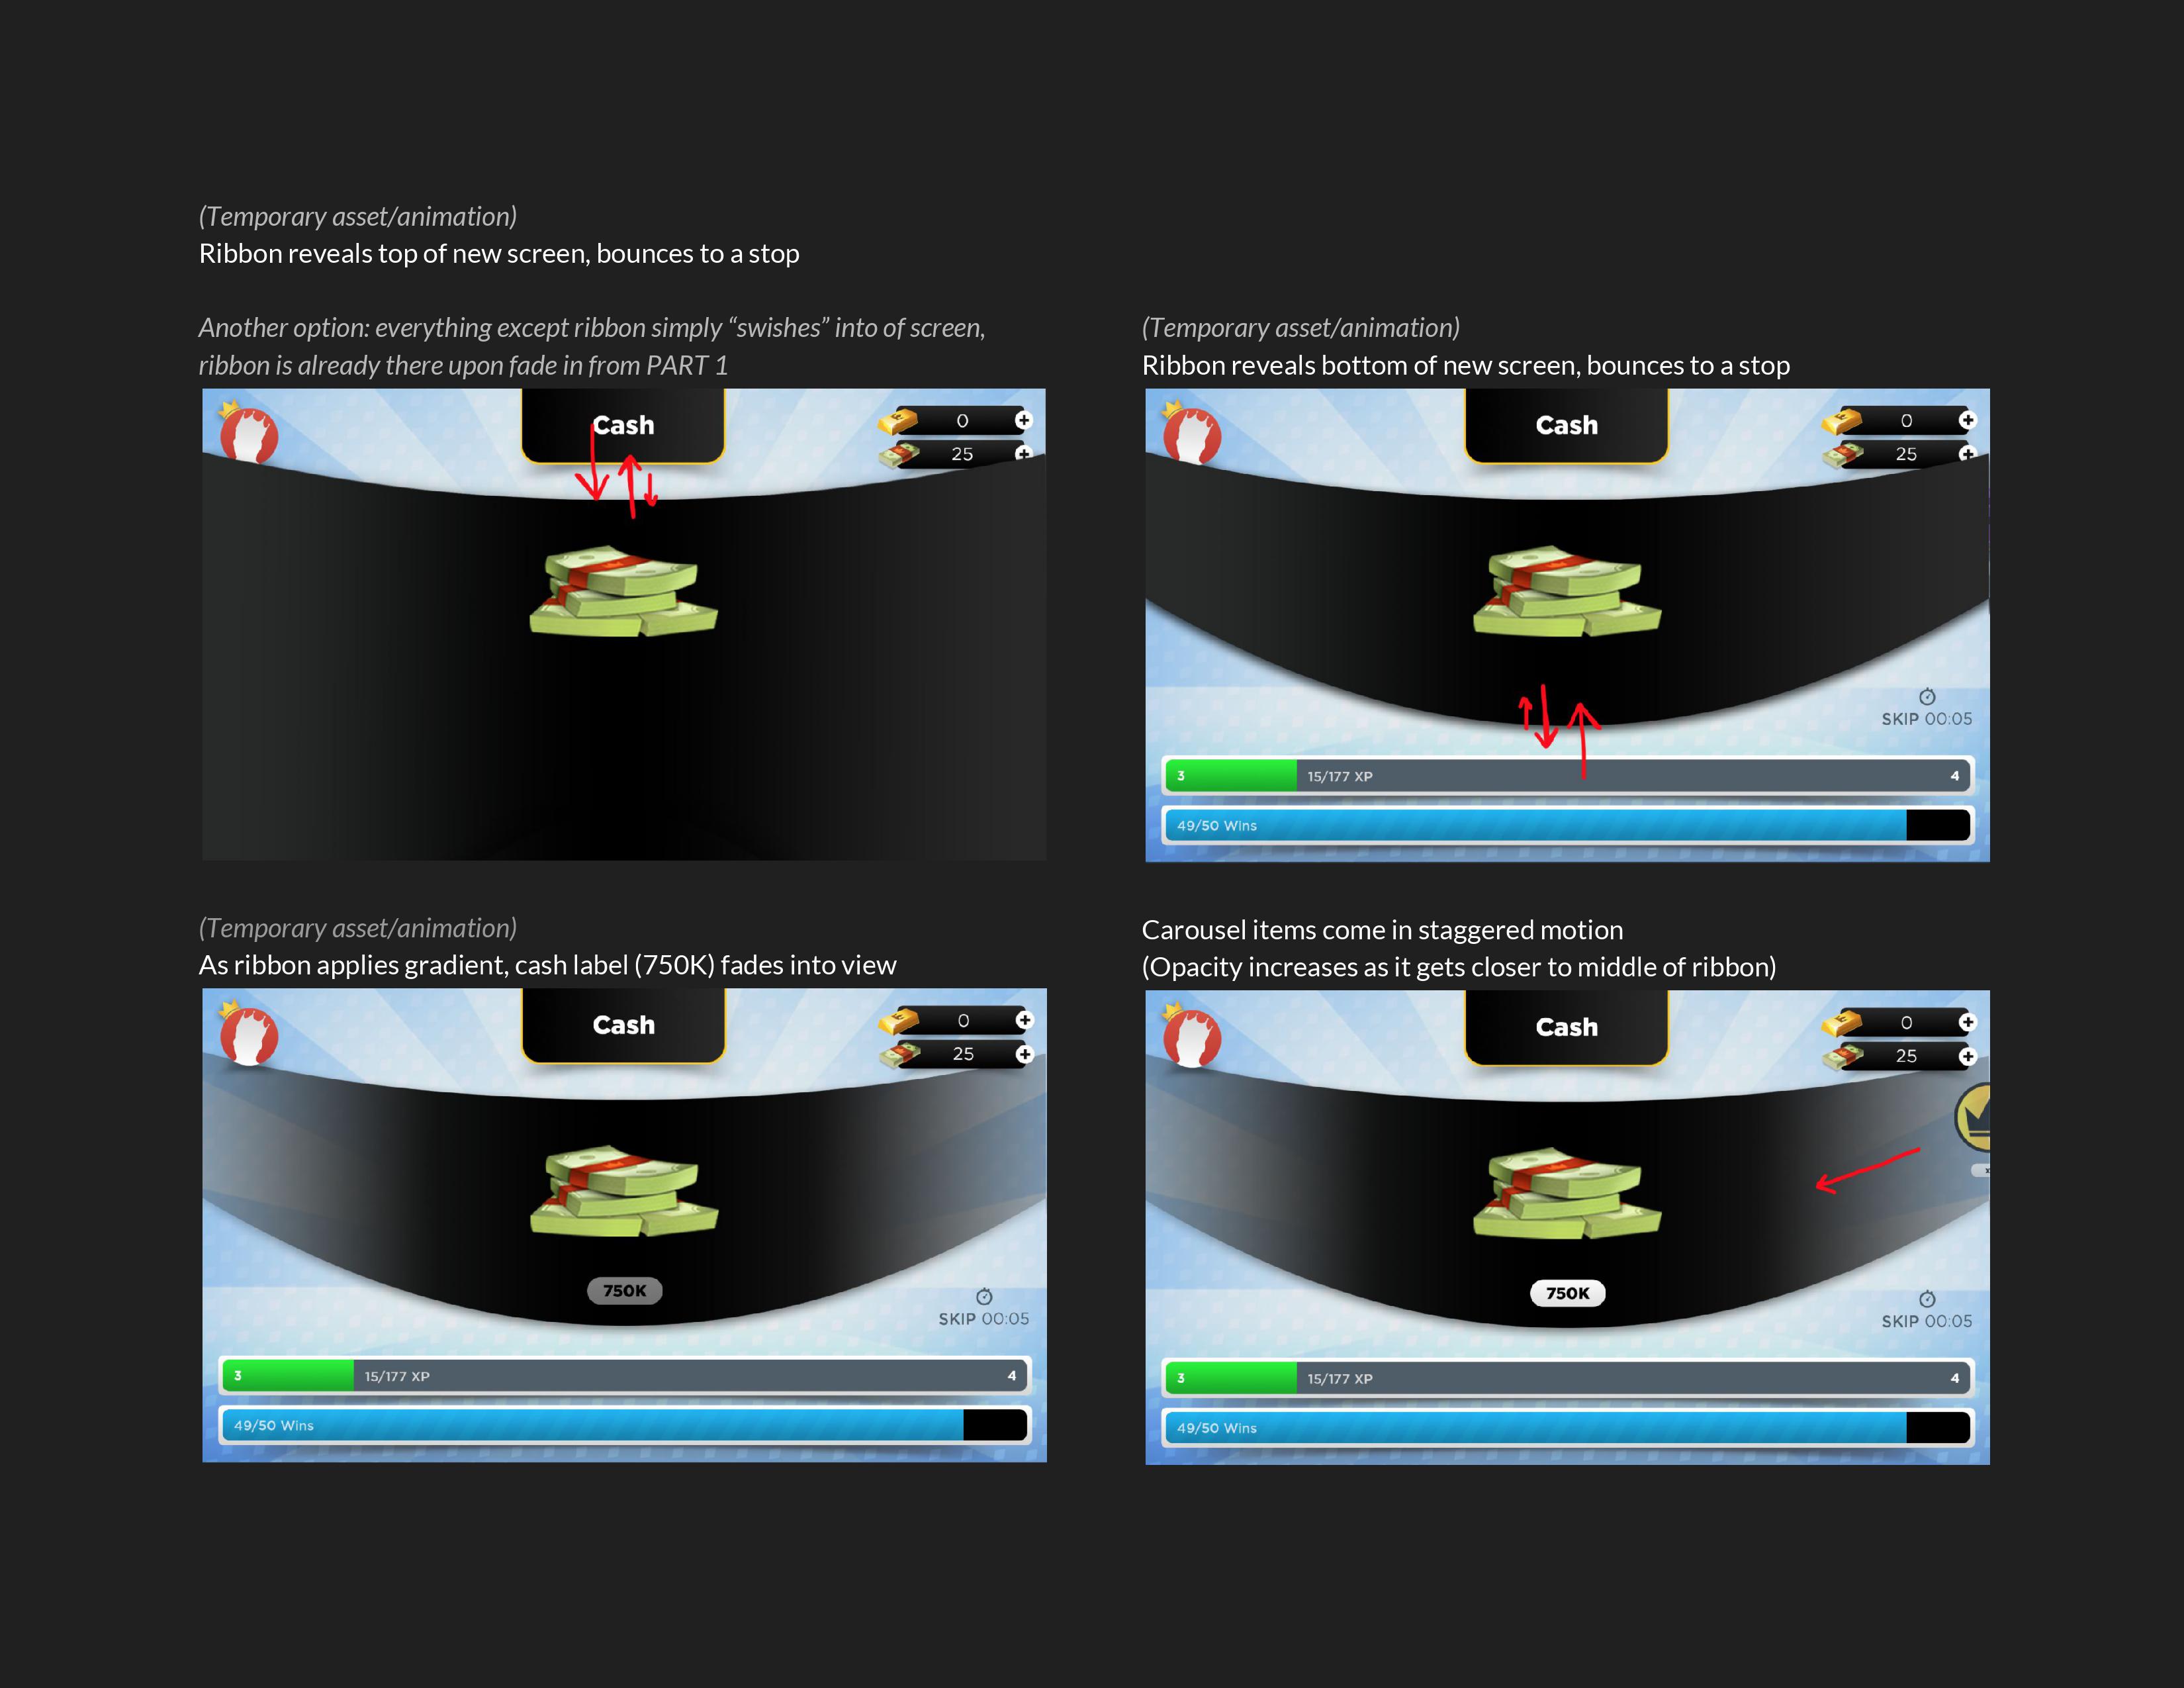 (Temporary asset/animation)
Ribbon reveals top of new screen, bounces to a stop
Another option: everything except ribbon simply “swishes” into of screen,
ribbon is already there upon fade in from PART 1
Cash
0
25
(Temporary asset/animation)
Ribbon reveals bottom of new screen, bounces to a stop
Cash
0
25
SKIP 00:05
3 15/177 XP 4
49/50 Wins
(Temporary asset/animation)
As ribbon applies gradient, cash label (750K) fades into view
Cash
0
25
750K
SKIP 00:05
3 15/177 XP 4
49/50 Wins
Carousel items come in staggered motion
(Opacity increases as it gets closer to middle of ribbon)
Cash
0
25
750K
SKIP 00:05
3 15/177 XP 4
49/50 Wins